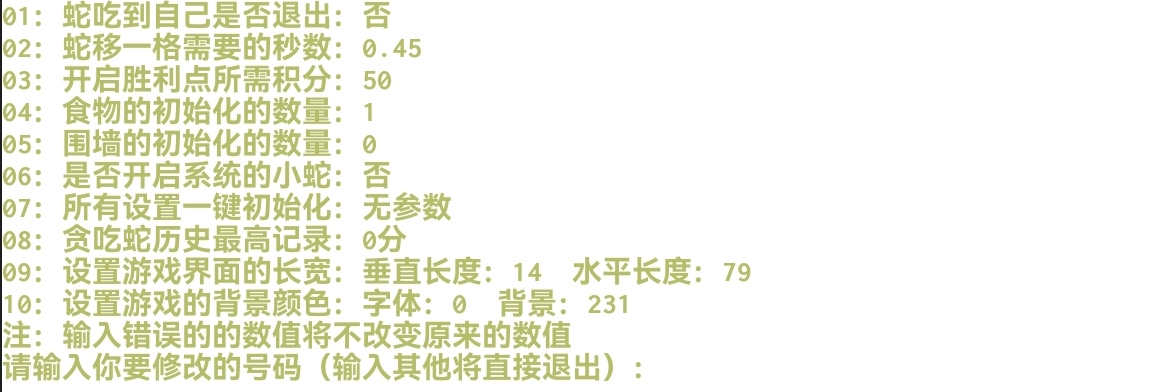 01: 蛇吃到自己是否退出: 否
02: 蛇移一格需要的秒数: 0.45
03: 开启胜利点所需积分: 50
04: 食物的初始化的数量: 1
05: 围墙的初始化的数量: 0
06: 是否开启系统的小蛇: 否
07: 所有设置一键初始化: 无参数
08: 贪吃蛇历史最高记录: 0分
09: 设置游戏界面的长宽: 垂直长度: 14  水平长度: 79
10: 设置游戏的背景颜色: 字体: 0  背景: 231
注: 输入错误的的数值将不改变原来的数值
请输入你要修改的号码（输入其他将直接退出）: